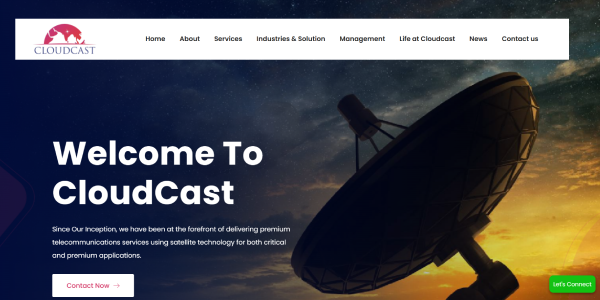 CLOUDCAST
Home About Services Industries & Solution Management Life at Cloudcast News Contact us
Welcome To
CloudCast
Since Our Inception, we have been at the forefront of delivering premium
telecommunications services using satellite technology for both critical
and premium applications.
Contact Now
Let's Connect